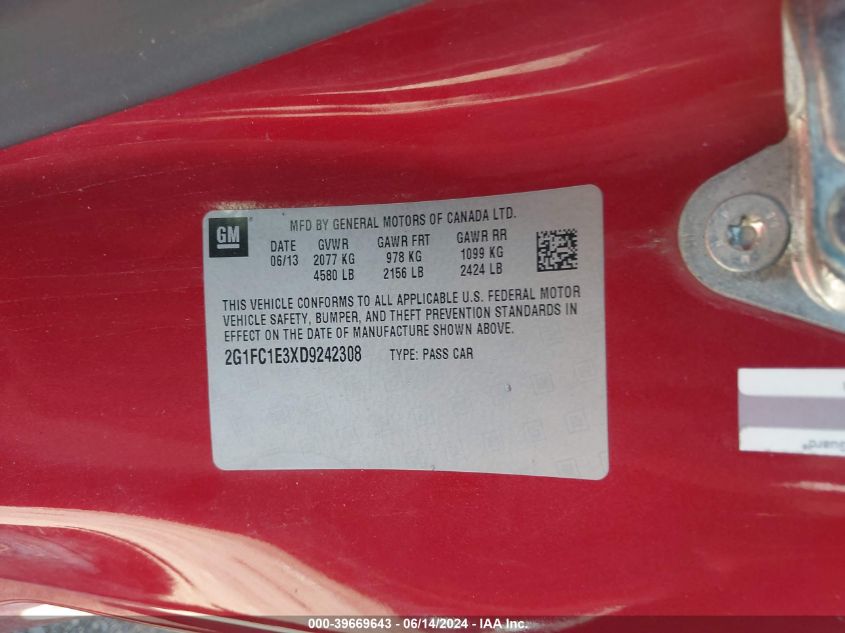 GM
MFD BY GENERAL MOTORS OF CANADA LTD.
DATE GVWR GAWR FRT GAWR RR
06/13 2077 KG 978 KG 1099 KG
4580 LB 2156 LB 2424 LB
THIS VEHICLE CONFORMS TO ALL APPLICABLE U.S. FEDERAL MOTOR
VEHICLE SAFETY, BUMPER, AND THEFT PREVENTION STANDARDS IN
EFFECT ON THE DATE OF MANUFACTURE SHOWN ABOVE.
2G1FC1E3XD9242308 TYPE: PASS CAR
000-39669643 / 06/14/2024 - IAA Inc.